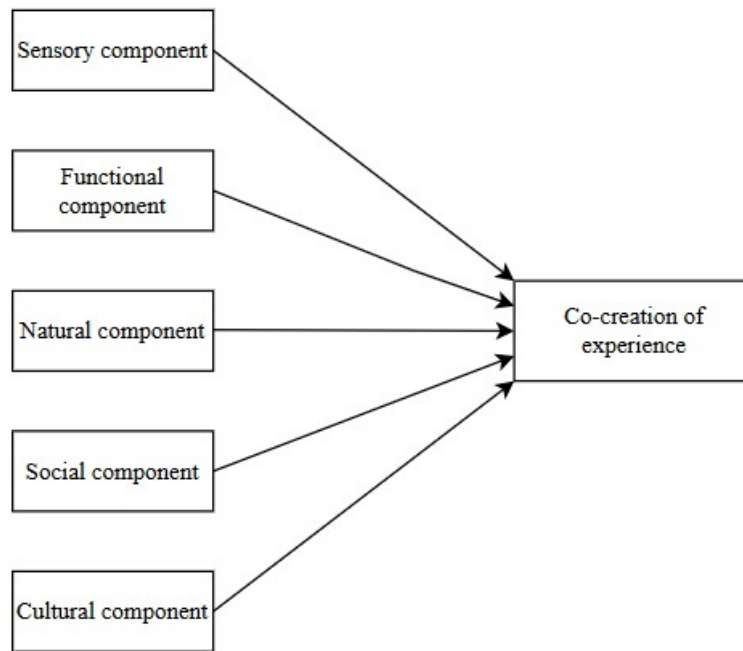 Sensory component
Functional
component
Natural component
Co-creation of
experience
Social component
Cultural component